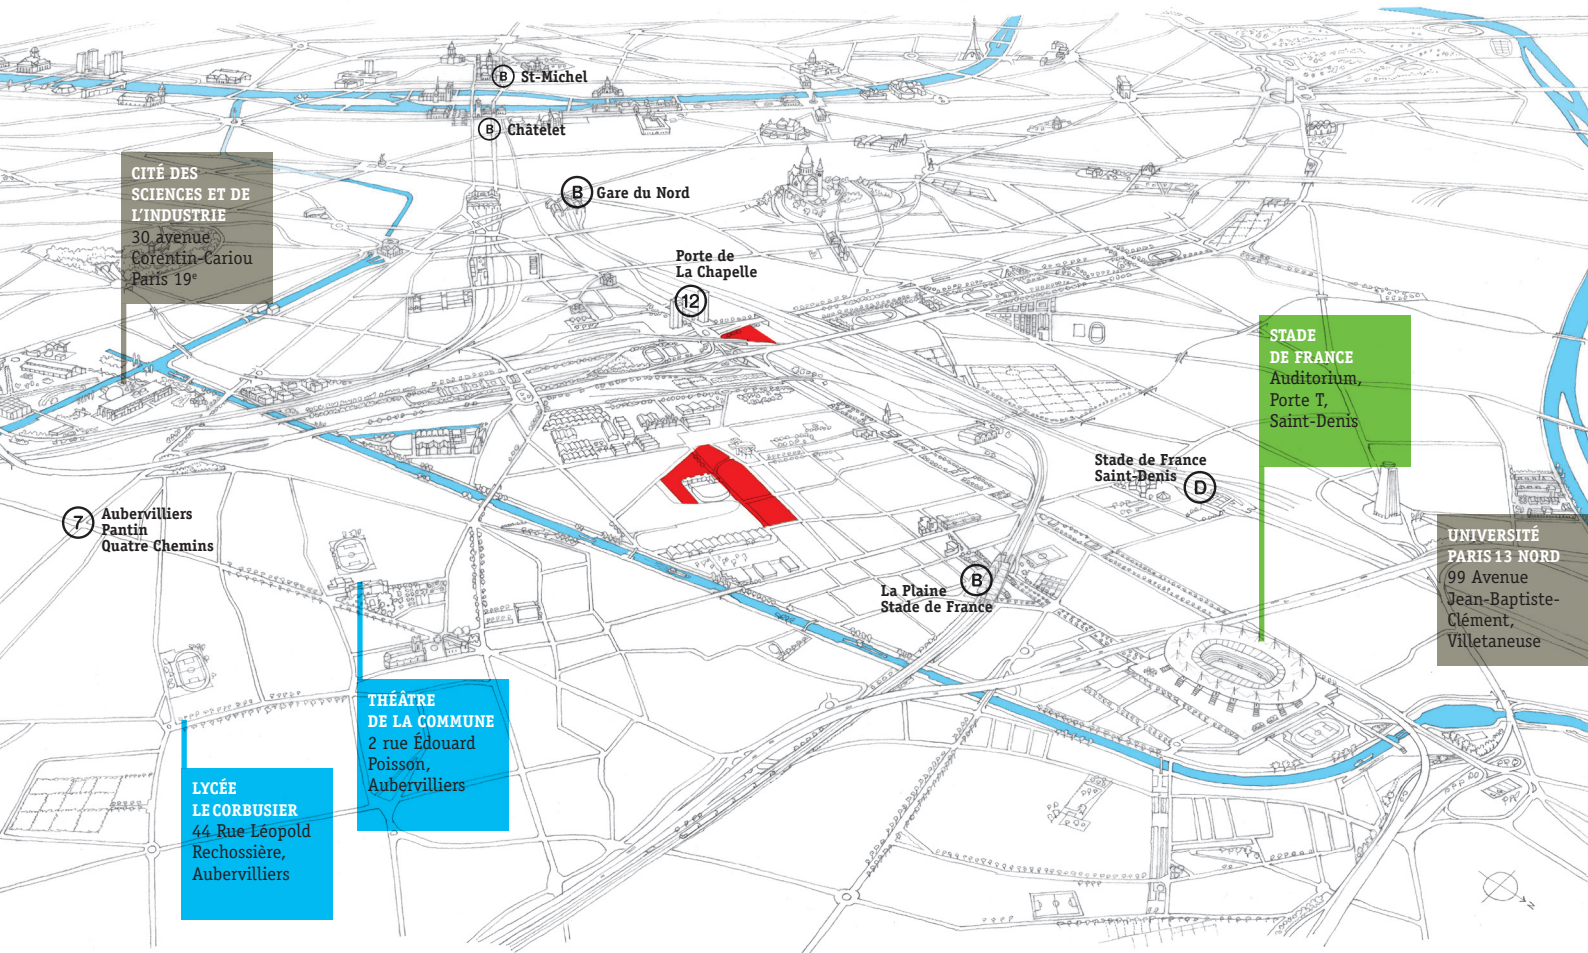 B St-Michel
B Châtelet
CITÉ DES
SCIENCES ET DE
L'INDUSTRIE
30 avenue
Corentin-Cariou
Paris 19e
B Gare du Nord
Porte de
La Chapelle
12
STADE
DE FRANCE
Auditorium,
Porte T,
Saint-Denis
Stade de France
Saint-Denis
D
7
Aubervilliers
Pantin
Quatre Chemins
UNIVERSITÉ
PARIS 13 NORD
99 Avenue
Jean-Baptiste-
Clément,
Villetaneuse
B
La Plaine
Stade de France
THÉÂTRE
DE LA COMMUNE
2 rue Édouard
Poisson,
Aubervilliers
LYCÉE
LE CORBUSIER
44 Rue Léopold
Rechossière,
Aubervilliers
N